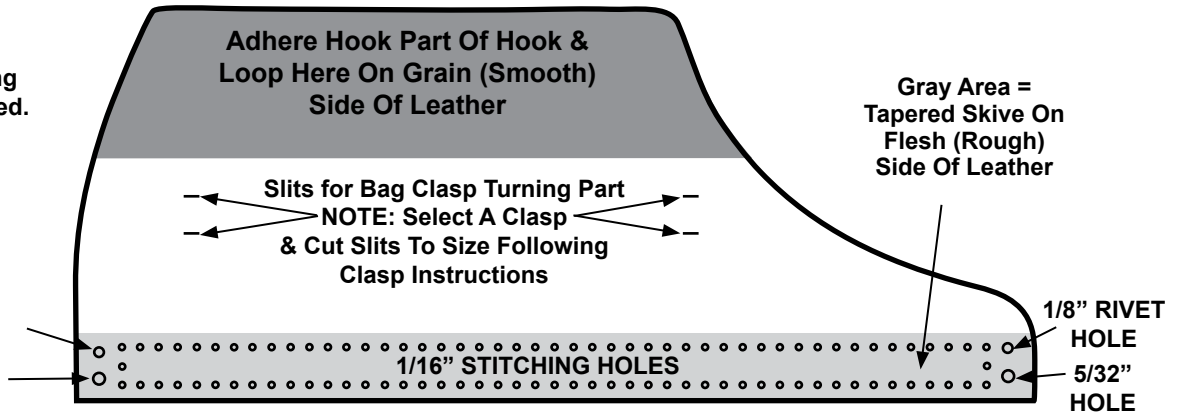 Adhere Hook Part Of Hook &
Loop Here On Grain (Smooth)
Side Of Leather
ed.
Gray Area =
Tapered Skive On
Flesh (Rough)
Side Of Leather
Slits for Bag Clasp Turning Part
NOTE: Select A Clasp
& Cut Slits To Size Following
Clasp Instructions
1/8” RIVET
HOLE
1/16” STITCHING HOLES
5/32”
HOLE